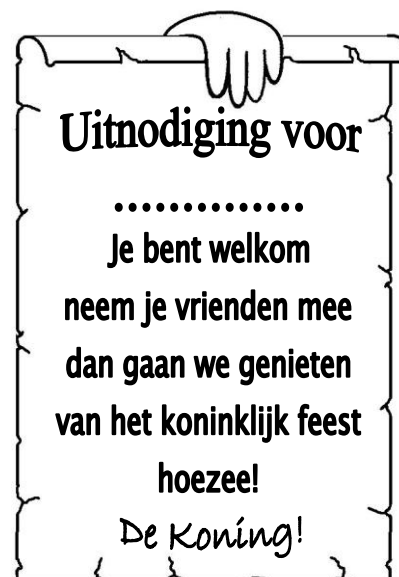 Uitnodiging voor
..............
Je bent welkom
neem je vrienden mee
dan gaan we genieten
van het koninklijk feest
hoezee!
De Koning!